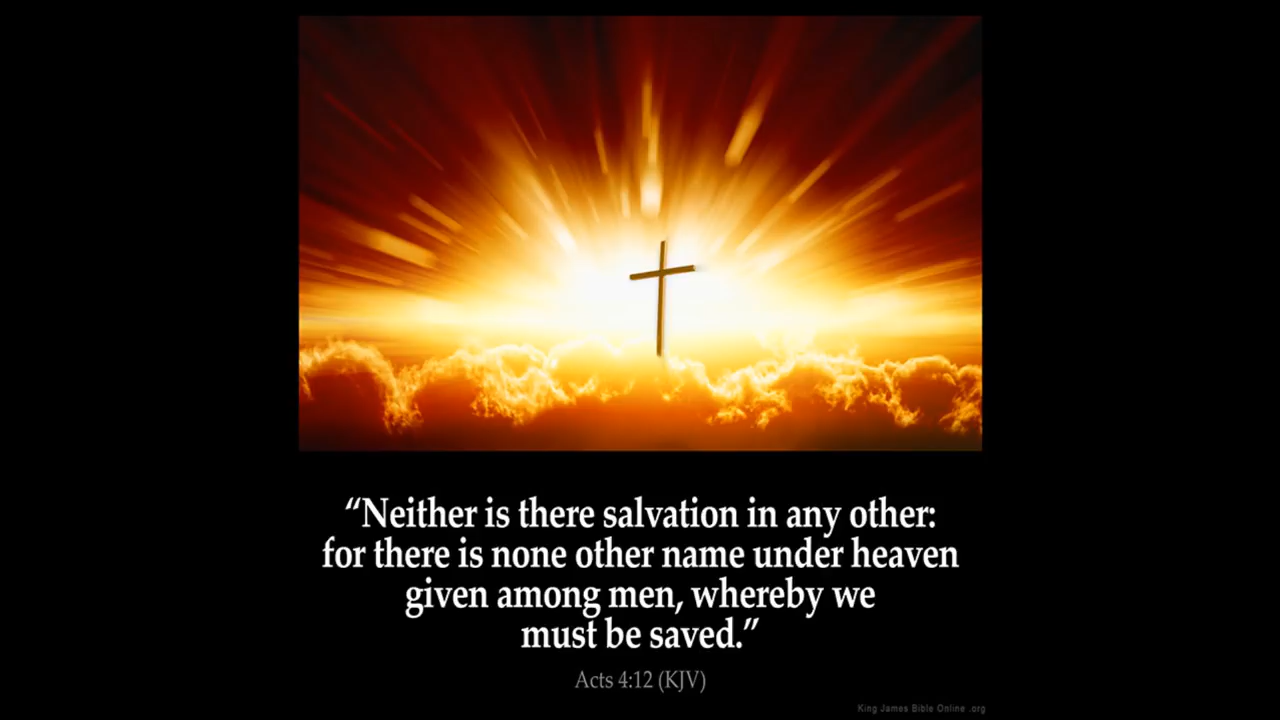 “Neither is there salvation in any other:
for there is none other name under heaven
given among men, whereby we
must be saved.”
Acts 4:12 (KJV)
King James Bible Online .org